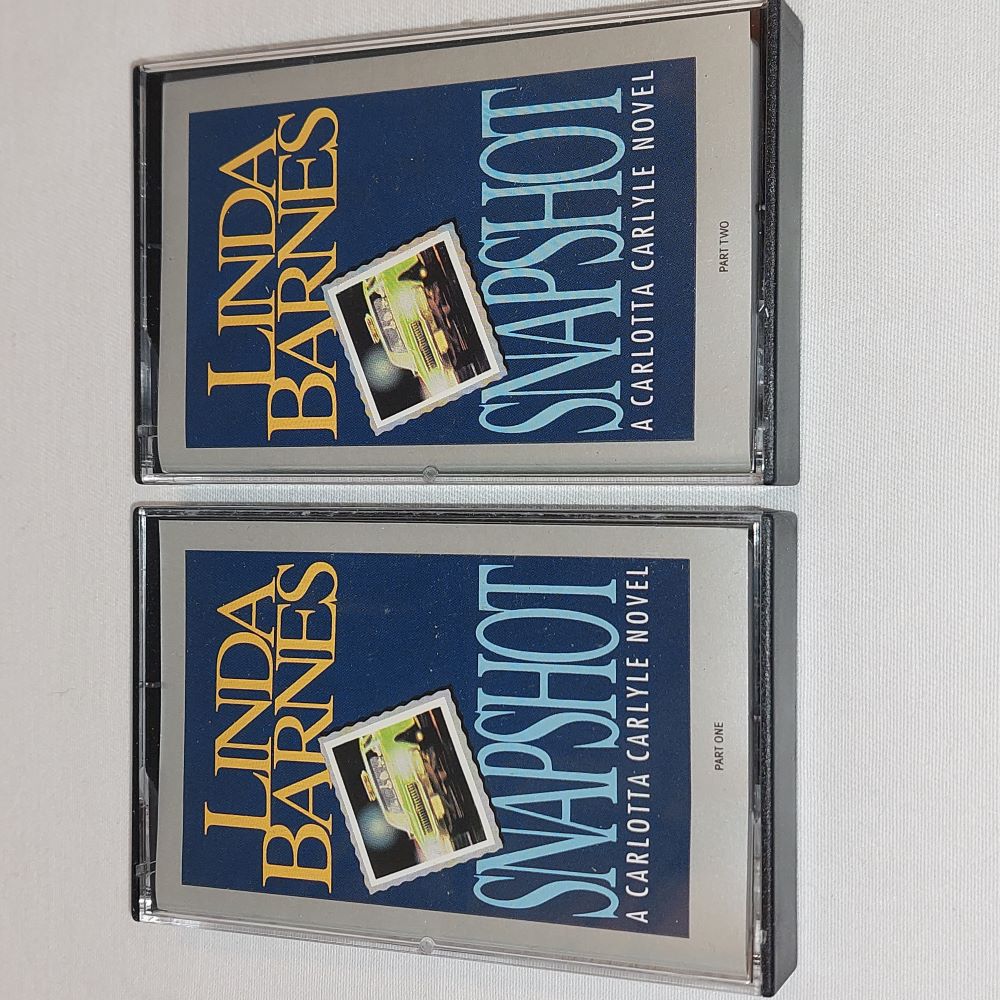 LINDA
BARNES
SNAPSHOT
A CARLOTTA CARLYLE NOVEL
PART ONE
LINDA
BARNES
SNAPSHOT
A CARLOTTA CARLYLE NOVEL
PART TWO